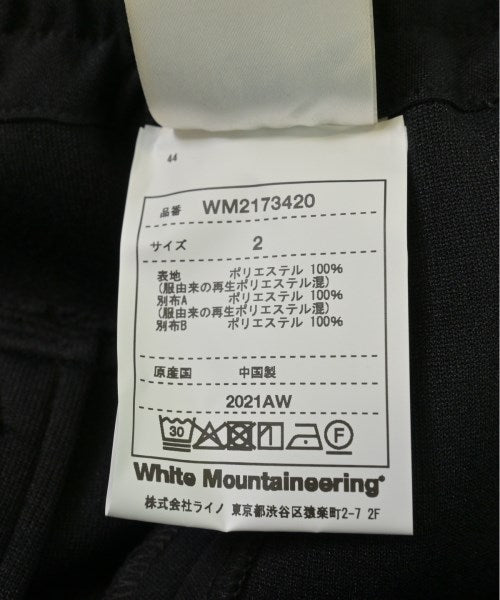 44
品番 WM2173420
サイズ 2
表地 ポリエステル 100%
(服由来の再生ポリエステル混)
別布A ポリエステル 100%
(服由来の再生ポリエステル混)
別布B ポリエステル 100%
原産国 中国製
2021AW
30 F
White Mountaineering®
株式会社ライノ 東京都渋谷区猿楽町2-7 2F